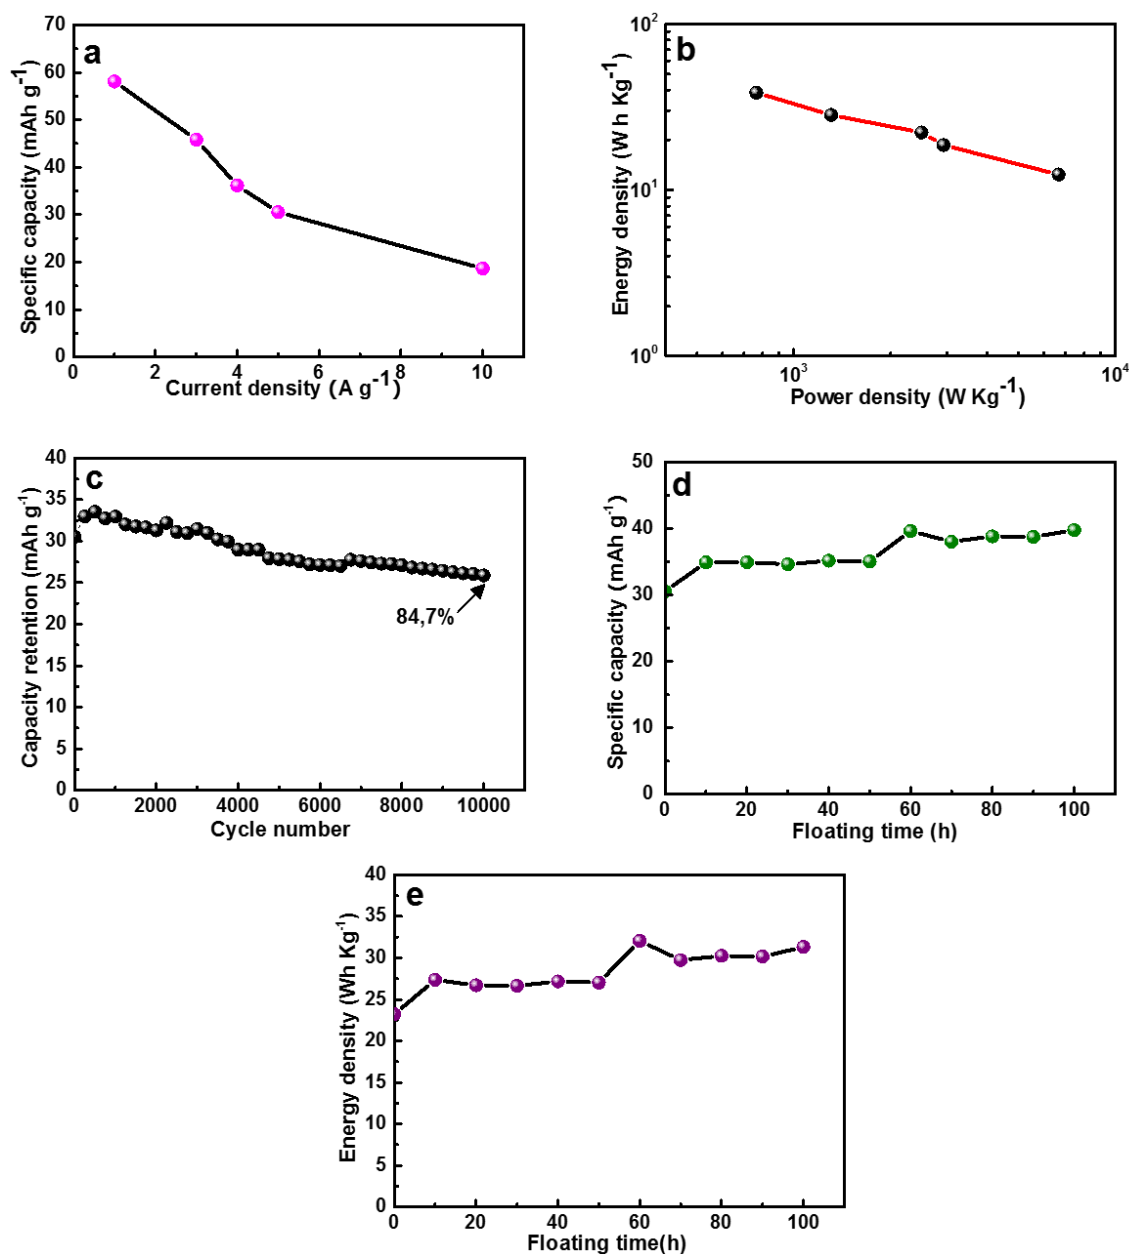 a
70
60
50
40
30
20
10
0
Specific capacity (mAh g⁻¹)
0 2 4 6 8 10
Current density (A g⁻¹)
b
10²
10¹
10⁰
Energy density (W h Kg⁻¹)
10³ 10⁴
Power density (W Kg⁻¹)
c
40
35
30
25
20
15
10
5
0
Capacity retention (mAh g⁻¹)
84,7%
0 2000 4000 6000 8000 10000
Cycle number
d
50
40
30
20
10
0
Specific capacity (mAh g⁻¹)
0 20 40 60 80 100
Floating time (h)
e
40
35
30
25
20
15
10
5
0
Energy density (Wh Kg⁻¹)
0 20 40 60 80 100
Floating time(h)